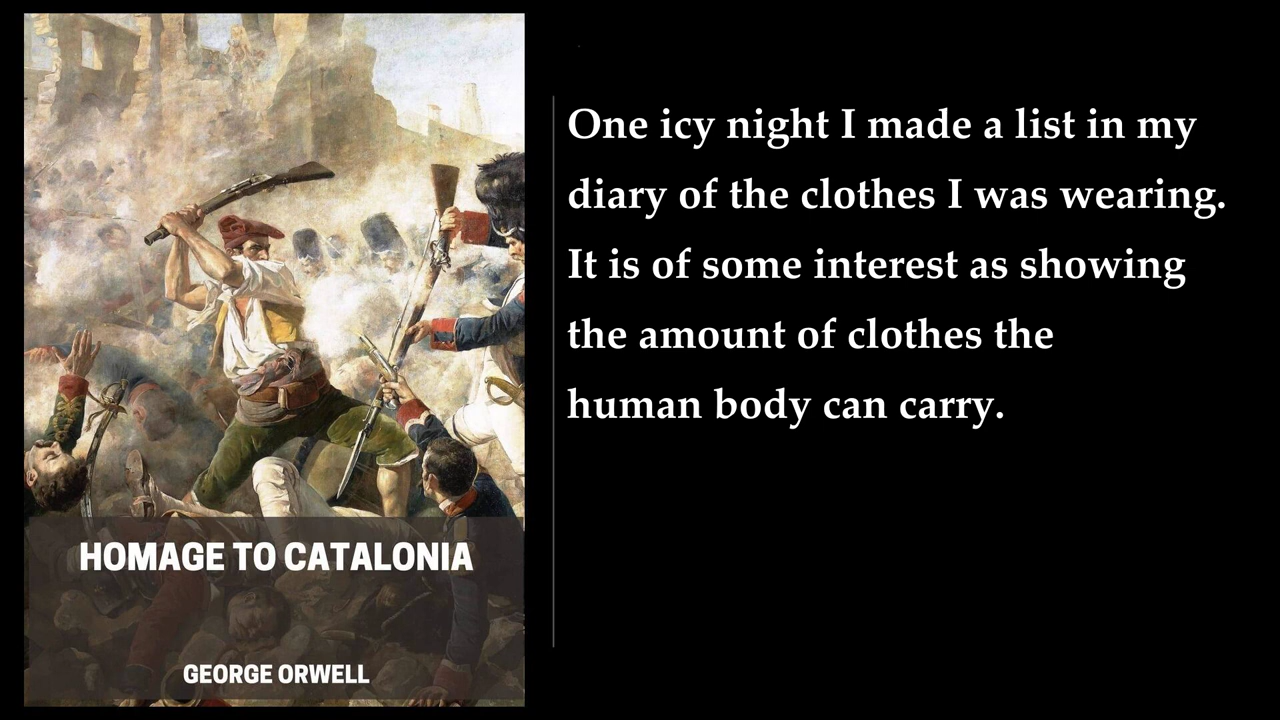 One icy night I made a list in my
diary of the clothes I was wearing.
It is of some interest as showing
the amount of clothes the
human body can carry.
HOMAGE TO CATALONIA
GEORGE ORWELL